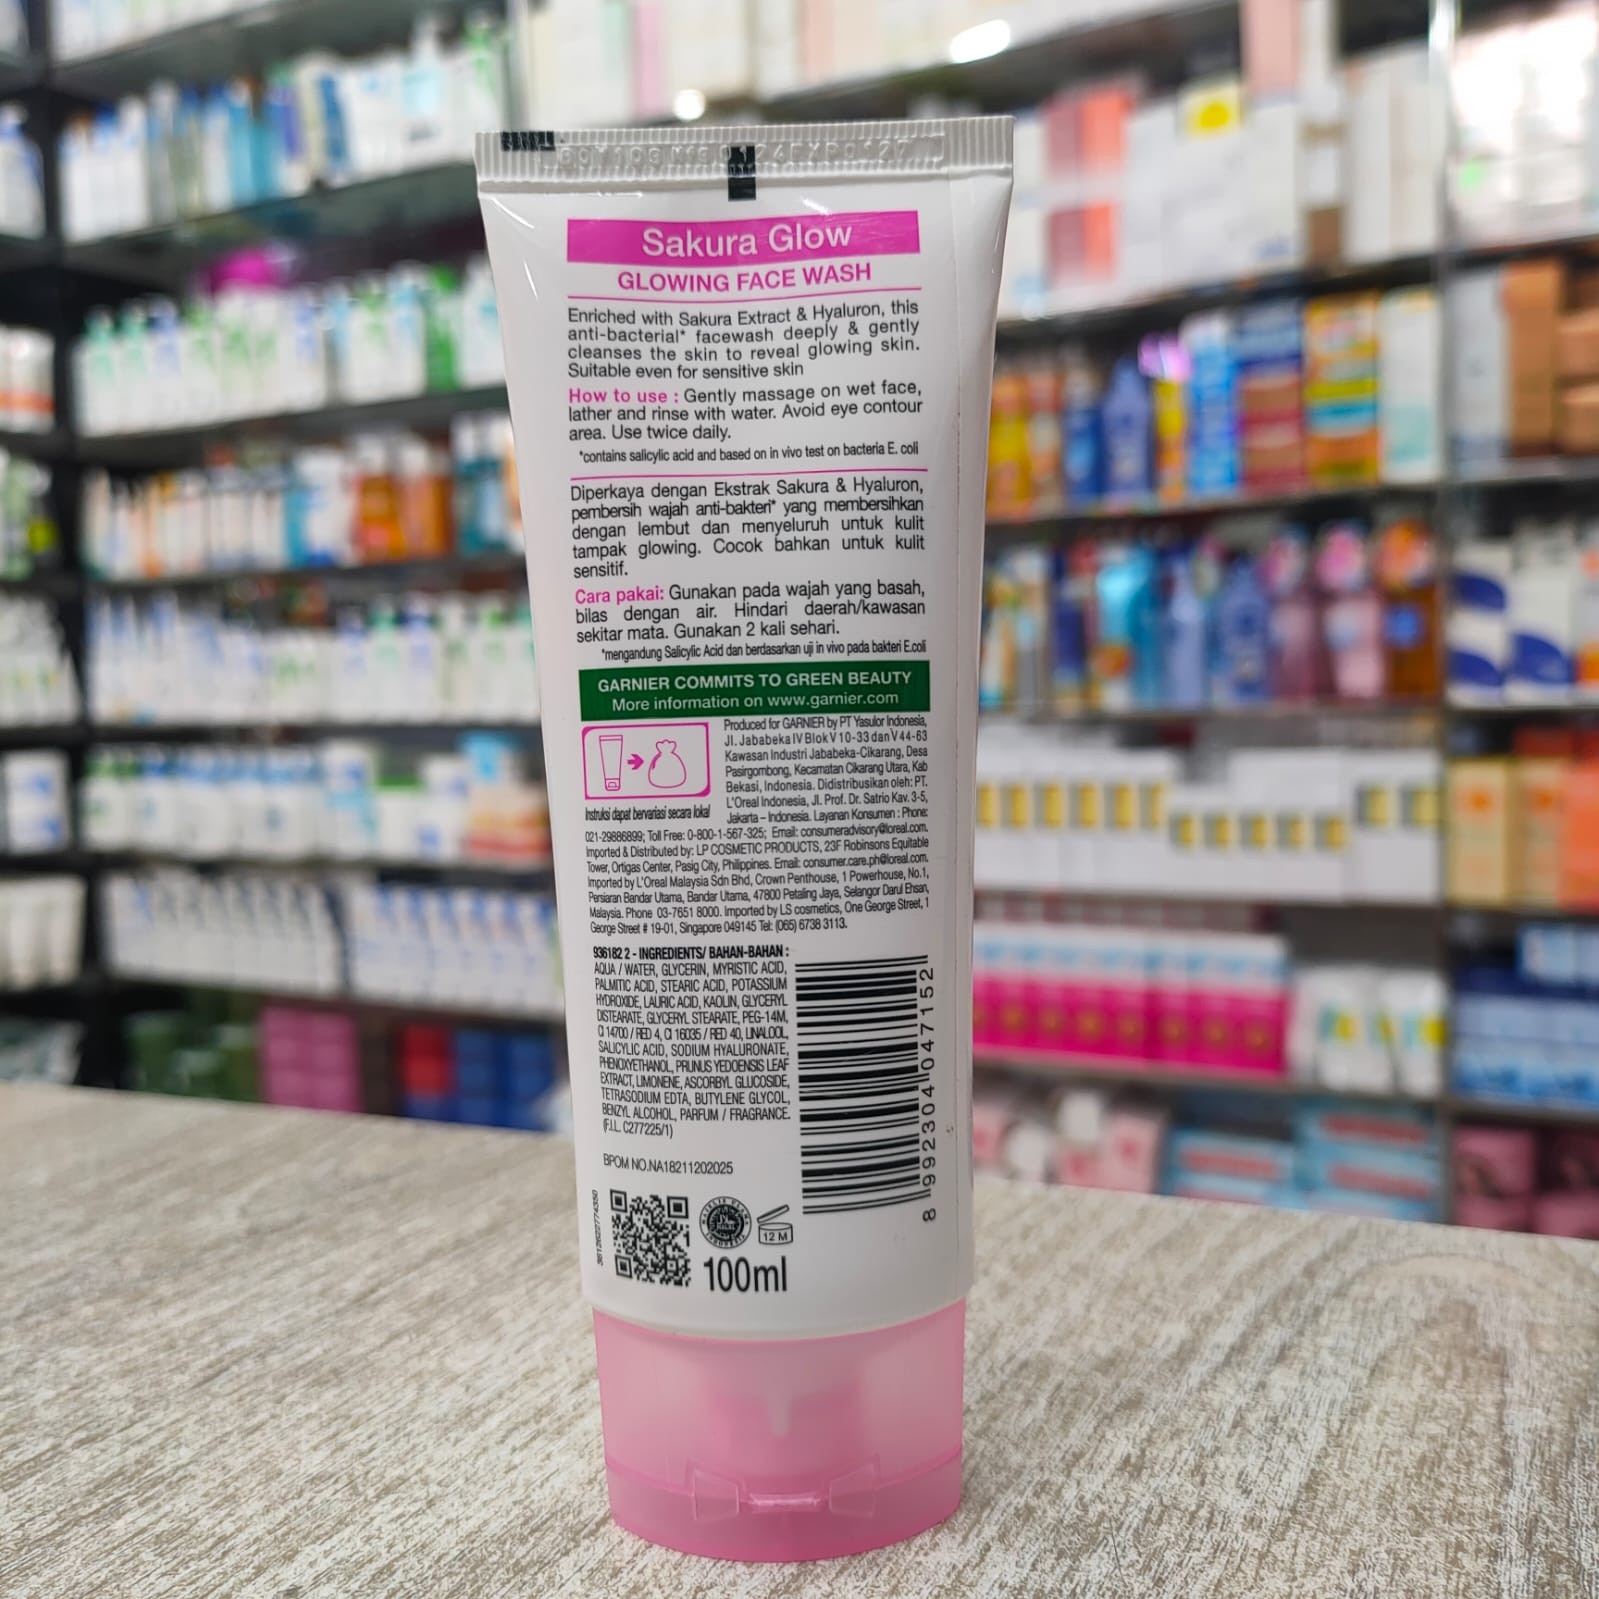 Sakura Glow
GLOWING FACE WASH
Enriched with Sakura Extract & Hyaluron, this
anti-bacterial* facewash deeply & gently
cleanses the skin to reveal glowing skin.
Suitable even for sensitive skin
How to use : Gently massage on wet face,
lather and rinse with water. Avoid eye contour
area. Use twice daily.
*contains salicylic acid and based on in vivo test on bacteria E. coli
Diperkaya dengan Ekstrak Sakura & Hyaluron,
pembersih wajah anti-bakteri* yang membersihkan
dengan lembut dan menyeluruh untuk kulit
tampak glowing. Cocok bahkan untuk kulit
sensitif.
Cara pakai: Gunakan pada wajah yang basah,
bilas dengan air. Hindari daerah/kawasan
sekitar mata. Gunakan 2 kali sehari.
*mengandung Salicylic Acid dan berdasarkan uji in vivo pada bakteri E.coli
GARNIER COMMITS TO GREEN BEAUTY
More information on www.garnier.com
Produced for GARNIER by PT Yasulor Indonesia,
Jl. Jababeka IV Blok V 10-33 dan V 44-63
Kawasan Industri Jababeka-Cikarang, Desa
Pasirgombong, Kecamatan Cikarang Utara, Kab
Bekasi, Indonesia. Didistribusikan oleh: PT.
L'Oreal Indonesia, Jl. Prof. Dr. Satrio Kav. 3-5,
Instruksi dapat bervariasi secara lokal
Jakarta – Indonesia. Layanan Konsumen : Phone:
021-29886899; Toll Free: 0-800-1-567-325; Email: consumeradvisory@loreal.com.
Imported & Distributed by: LP COSMETIC PRODUCTS, 23F Robinsons Equitable
Tower, Ortigas Center, Pasig City, Philippines. Email: consumer.care.ph@loreal.com.
Imported by L'Oreal Malaysia Sdn Bhd, Crown Penthouse, 1 Powerhouse, No.1,
Persiaran Bandar Utama, Bandar Utama, 47800 Petaling Jaya, Selangor Darul Ehsan,
Malaysia. Phone 03-7651 8000. Imported by LS cosmetics, One George Street, 1
George Street # 19-01, Singapore 049145 Tel: (065) 6738 3113.
936182 2 - INGREDIENTS/ BAHAN-BAHAN :
AQUA / WATER, GLYCERIN, MYRISTIC ACID,
PALMITIC ACID, STEARIC ACID, POTASSIUM
HYDROXIDE, LAURIC ACID, KAOLIN, GLYCERYL
DISTEARATE, GLYCERYL STEARATE, PEG-14M,
CI 14700 / RED 4, CI 16035 / RED 40, LINALOOL,
SALICYLIC ACID, SODIUM HYALURONATE,
PHENOXYETHANOL, PRUNUS YEDOENSIS LEAF
EXTRACT, LIMONENE, ASCORBYL GLUCOSIDE,
TETRASODIUM EDTA, BUTYLENE GLYCOL,
BENZYL ALCOHOL, PARFUM / FRAGRANCE.
(F.I.L. C277225/1)
BPOM NO.NA18211202025
8 992304 047152
12 M
100ml